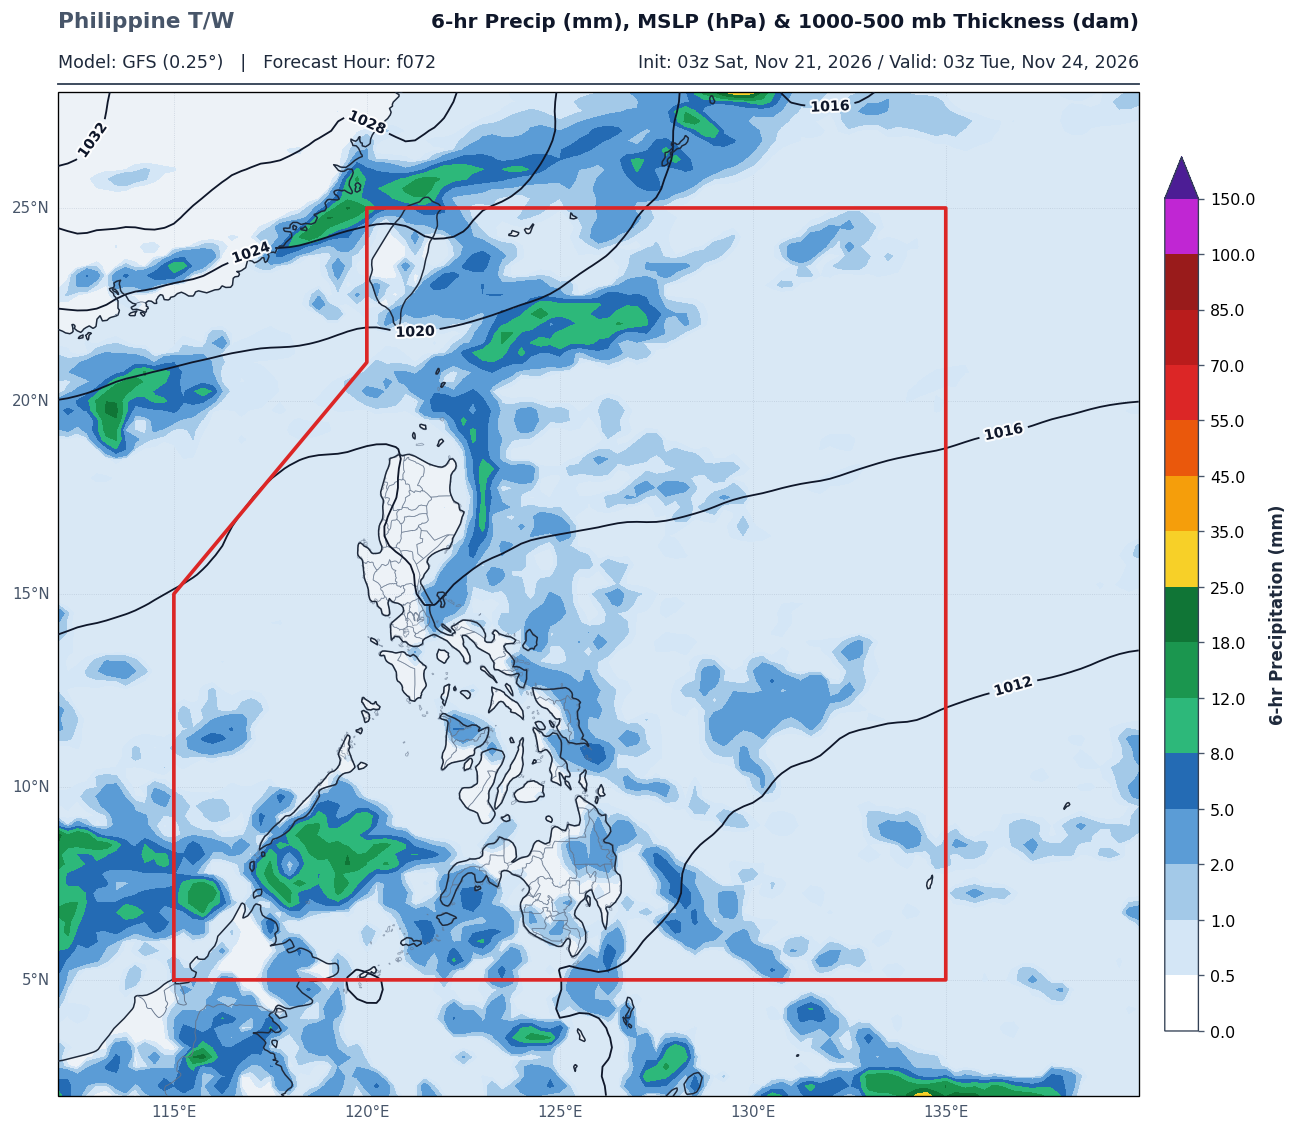 Philippine T/W
6-hr Precip (mm), MSLP (hPa) & 1000-500 mb Thickness (dam)
Model: GFS (0.25°) | Forecast Hour: f072
Init: 03z Sat, Nov 21, 2026 / Valid: 03z Tue, Nov 24, 2026
1032
1028
1016
1024
1020
1016
1012
25°N
20°N
15°N
10°N
5°N
115°E
120°E
125°E
130°E
135°E
150.0
100.0
85.0
70.0
55.0
45.0
35.0
25.0
18.0
12.0
8.0
5.0
2.0
1.0
0.5
0.0
6-hr Precipitation (mm)